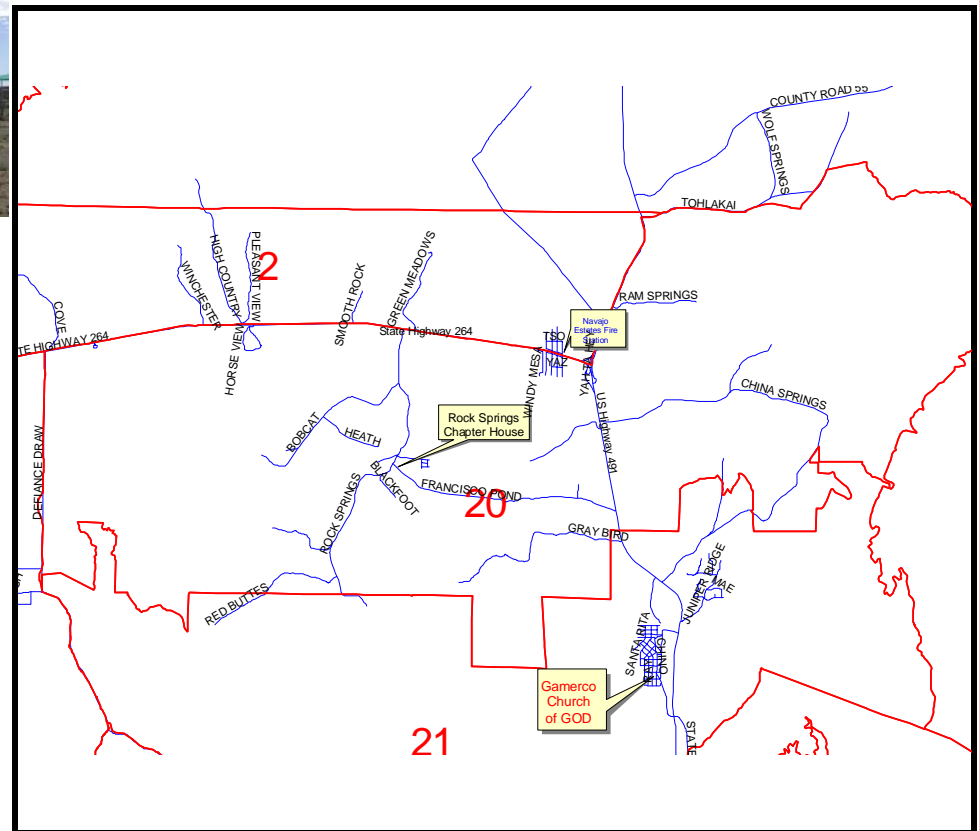 COUNTY ROAD 55
WOLF SPRINGS
TOHLAKAI
HIGH COUNTRY
PLEASANT VIEW
2
WINCHESTER
GREEN MEADOWS
SMOOTH ROCK
RAM SPRINGS
COVE
TE HIGHWAY 264
State Highway 264
HORSE VIEW
Navajo
Estates Fire
Station
TSO
YAZ
WINDY MESA
YAH
US Highway 491
CHINA SPRINGS
Rock Springs
Chapter House
BOBCAT
HEATH
DEFIANCE DRAW
BLACKFOOT
FRANCISCO POND
20
ROCK SPRINGS
GRAY BIRD
RED BUTTES
JUNIPER RIDGE
MAE
SANTA RITA
CHINO
Gamerco
Church
of GOD
21
STATE